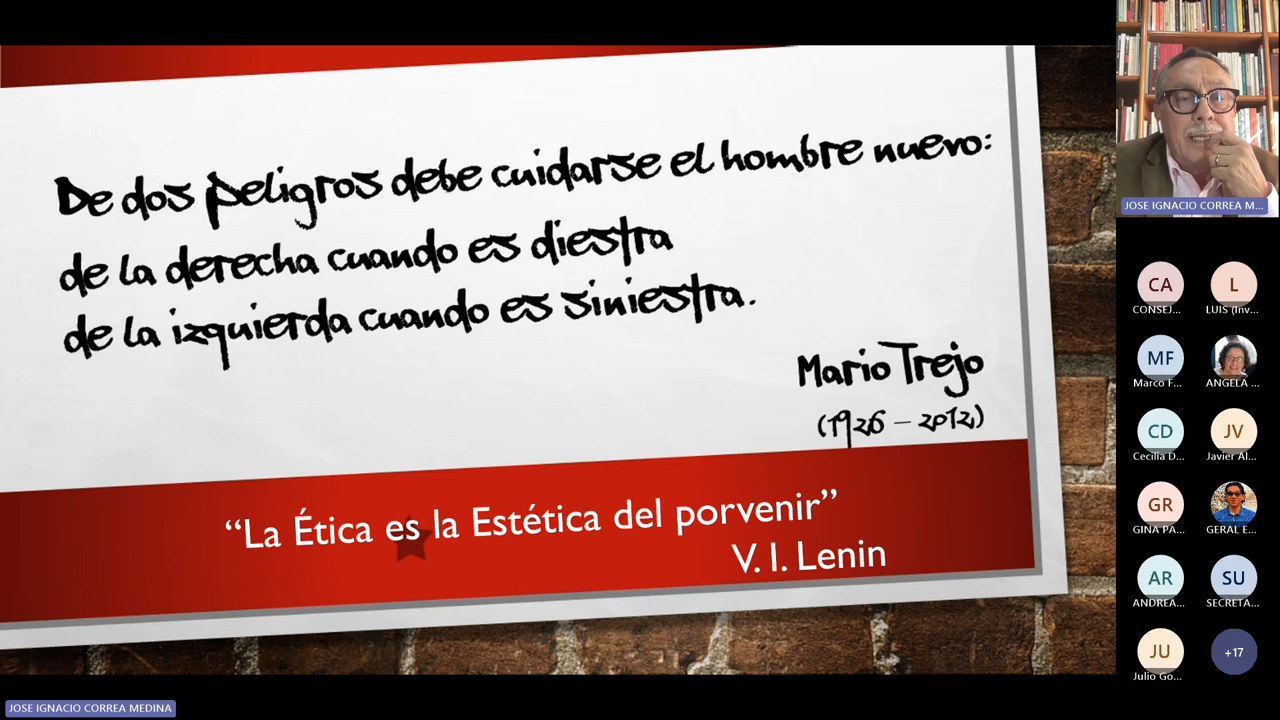 De dos peligros debe cuidarse el hombre nuevo:
de la derecha cuando es diestra
de la izquierda cuando es siniestra.
Mario Trejo
(1926 – 2012)
“La Ética es la Estética del porvenir”
V. I. Lenin
JOSE IGNACIO CORREA MEDINA
JOSE IGNACIO CORREA M...
CA
CONSEJ...
L
LUIS (Inv...
MF
Marco F...
ANGELA ...
CD
Cecilia D...
JV
Javier Al...
GR
GINA PA...
GERAL E...
AR
ANDREA...
SU
SECRETA...
JU
Julio Go...
+17